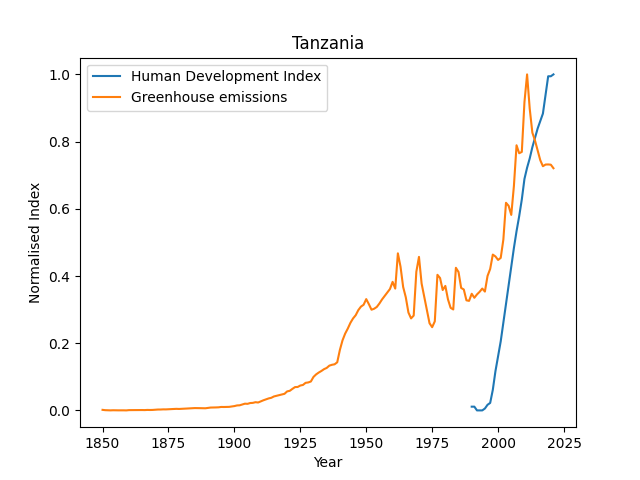 Tanzania
Human Development Index
Greenhouse emissions
1.0
0.8
0.6
0.4
0.2
0.0
Normalised Index
1850 1875 1900 1925 1950 1975 2000 2025
Year